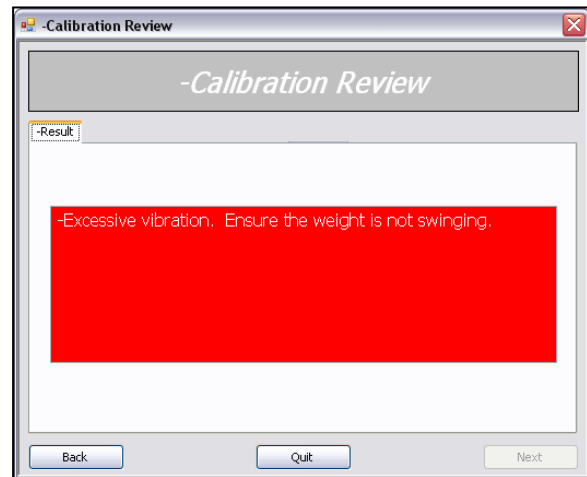 -Calibration Review
-Calibration Review
-Result
-Excessive vibration.  Ensure the weight is not swinging.
Back Quit Next